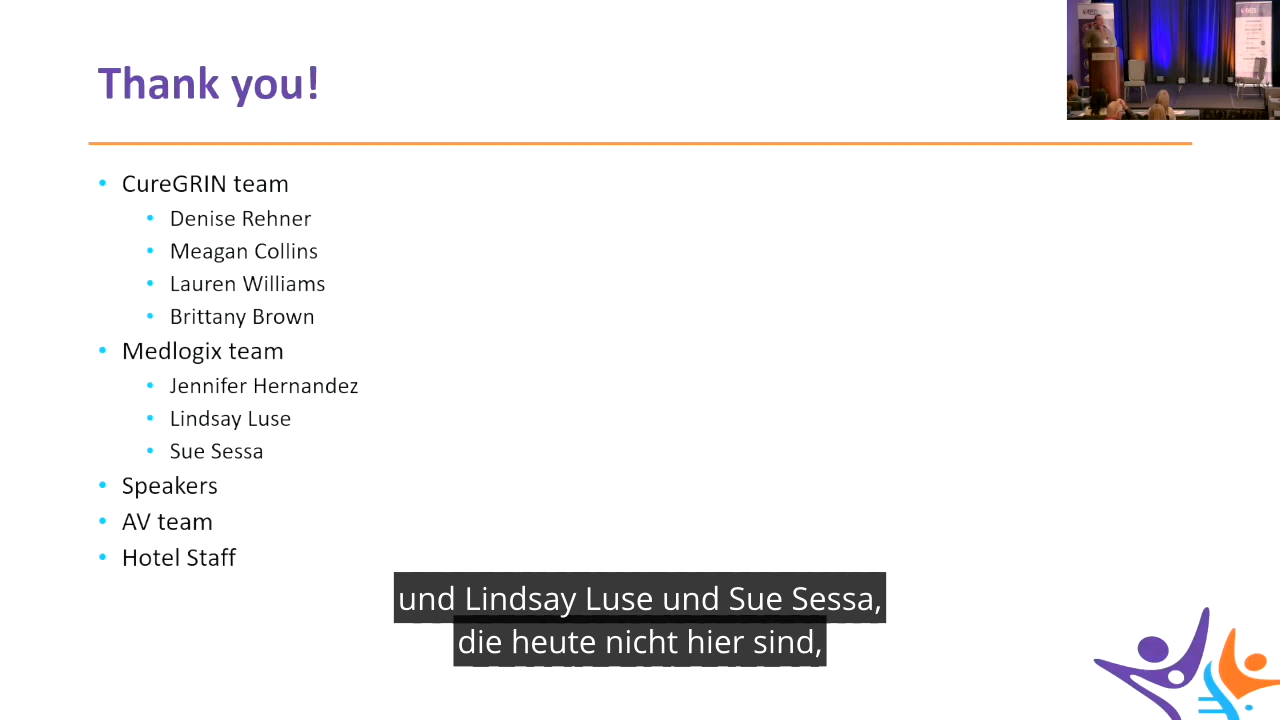 Thank you!
• CureGRIN team
• Denise Rehner
• Meagan Collins
• Lauren Williams
• Brittany Brown
• Medlogix team
• Jennifer Hernandez
• Lindsay Luse
• Sue Sessa
• Speakers
• AV team
• Hotel Staff
und Lindsay Luse und Sue Sessa,
die heute nicht hier sind,